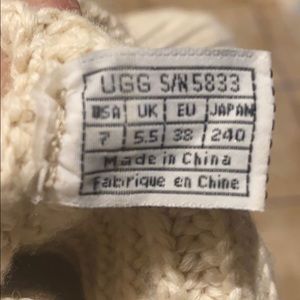 UGG S/N 5833
USA UK EU JAPAN
7 5.5 38 240
Made in China
Fabrique en Chine